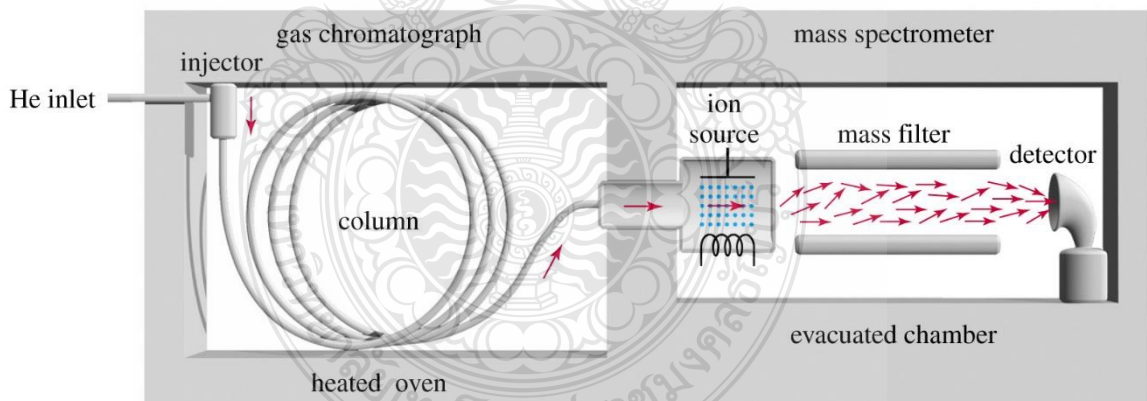 gas chromatograph
mass spectrometer
injector
He inlet
ion
source
mass filter
detector
column
evacuated chamber
heated oven